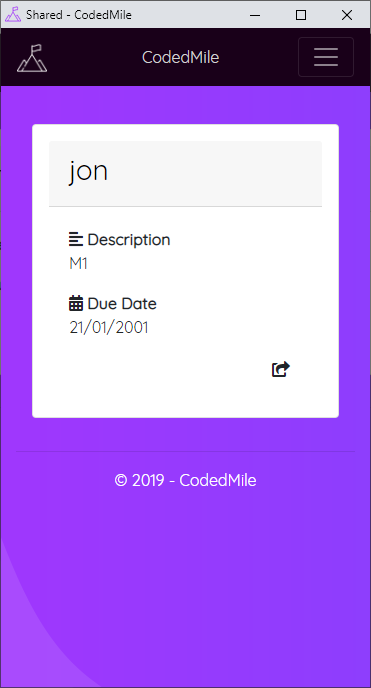 Shared - CodedMile
CodedMile
jon
Description
M1
Due Date
21/01/2001
© 2019 - CodedMile